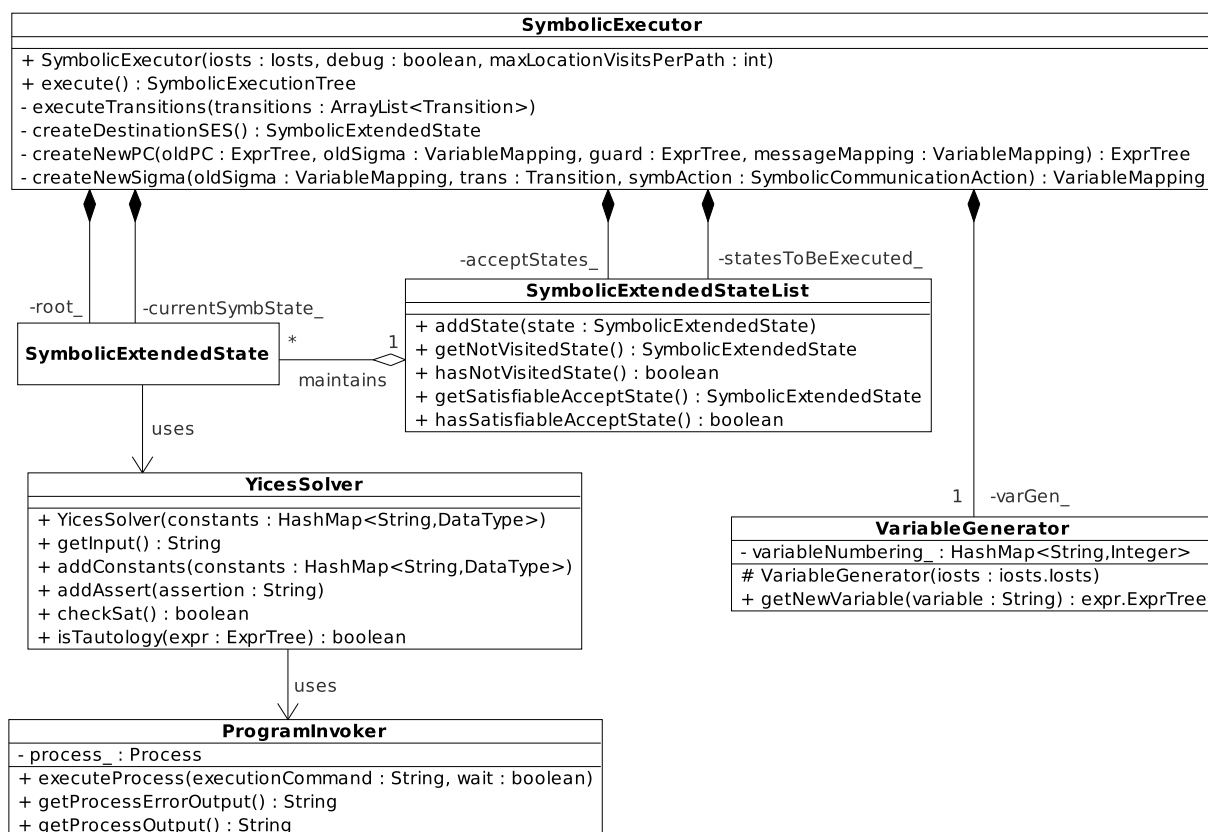 SymbolicExecutor
+ SymbolicExecutor(iosts : Iosts, debug : boolean, maxLocationVisitsPerPath : int)
+ execute() : SymbolicExecutionTree
- executeTransitions(transitions : ArrayList<Transition>)
- createDestinationSES() : SymbolicExtendedState
- createNewPC(oldPC : ExprTree, oldSigma : VariableMapping, guard : ExprTree, messageMapping : VariableMapping) : ExprTree
- createNewSigma(oldSigma : VariableMapping, trans : Transition, symbAction : SymbolicCommunicationAction) : VariableMapping
-acceptStates_
-statesToBeExecuted_
-root_
-currentSymbState_
SymbolicExtendedStateList
+ addState(state : SymbolicExtendedState)
+ getNotVisitedState() : SymbolicExtendedState
+ hasNotVisitedState() : boolean
+ getSatisfiableAcceptState() : SymbolicExtendedState
+ hasSatisfiableAcceptState() : boolean
SymbolicExtendedState
*
1
maintains
uses
YicesSolver
+ YicesSolver(constants : HashMap<String,DataType>)
+ getInput() : String
+ addConstants(constants : HashMap<String,DataType>)
+ addAssert(assertion : String)
+ checkSat() : boolean
+ isTautology(expr : ExprTree) : boolean
1
-varGen_
VariableGenerator
- variableNumbering_ : HashMap<String,Integer>
# VariableGenerator(iosts : iosts.Iosts)
+ getNewVariable(variable : String) : expr.ExprTree
uses
ProgramInvoker
- process_ : Process
+ executeProcess(executionCommand : String, wait : boolean)
+ getProcessErrorOutput() : String
+ getProcessOutput() : String